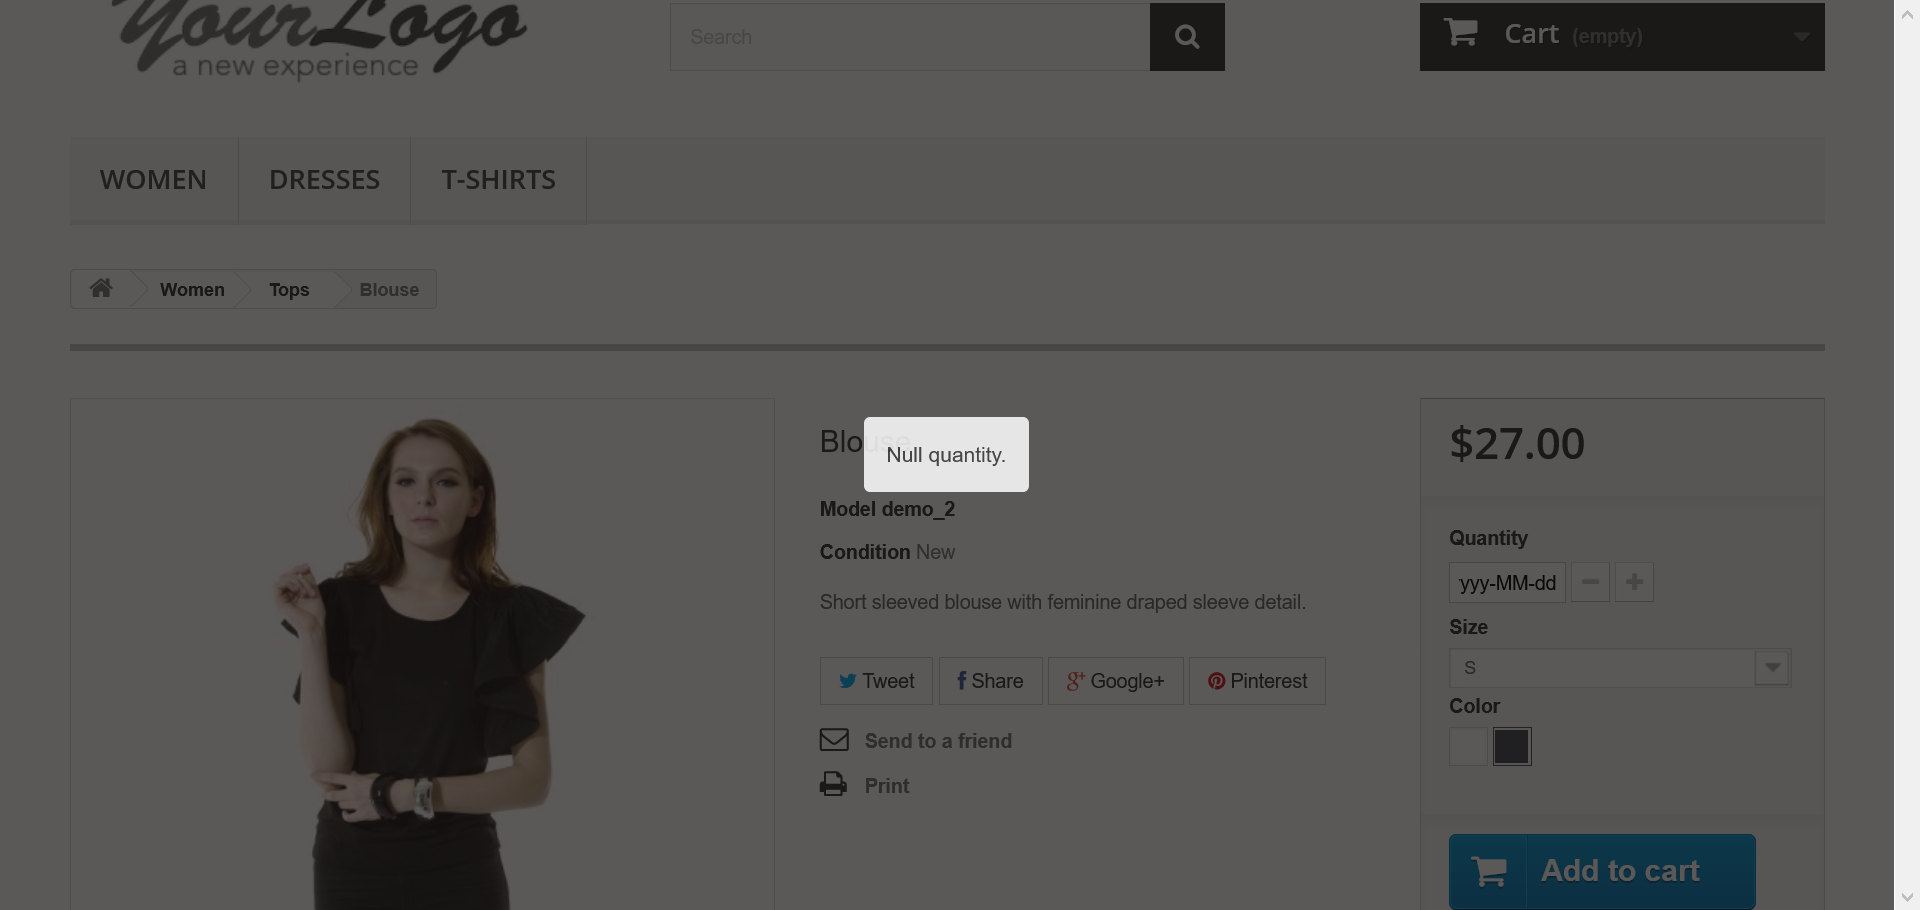 YourLogo
a new experience
Search
Cart (empty)
WOMEN DRESSES T-SHIRTS
Women Tops Blouse
Blouse
Null quantity.
$27.00
Model demo_2
Quantity
Condition New
yyy-MM-dd
Short sleeved blouse with feminine draped sleeve detail.
Size
S
Tweet Share Google+ Pinterest
Color
Send to a friend
Print
Add to cart